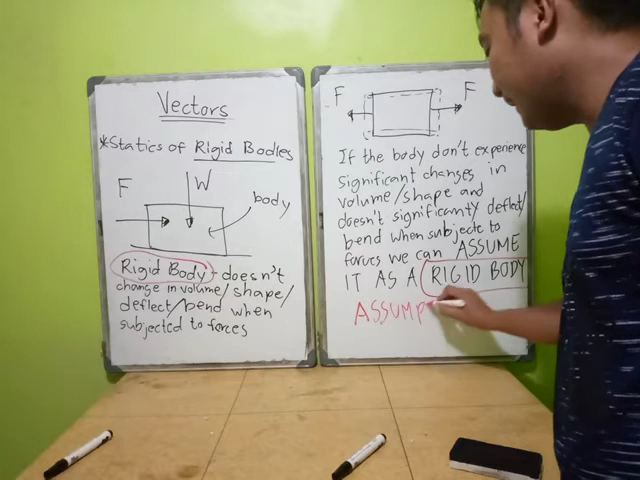 Vectors
*Statics of Rigid Bodies
F
W
body
Rigid Body - doesn't
change in volume/shape/
deflect/bend when
subjected to forces
F
F
If the body don't experience
significant changes in
volume/shape and
doesn't significantly deflect/
bend when subjecte to
forces we can ASSUME
IT AS A RIGID BODY
ASSUMPT